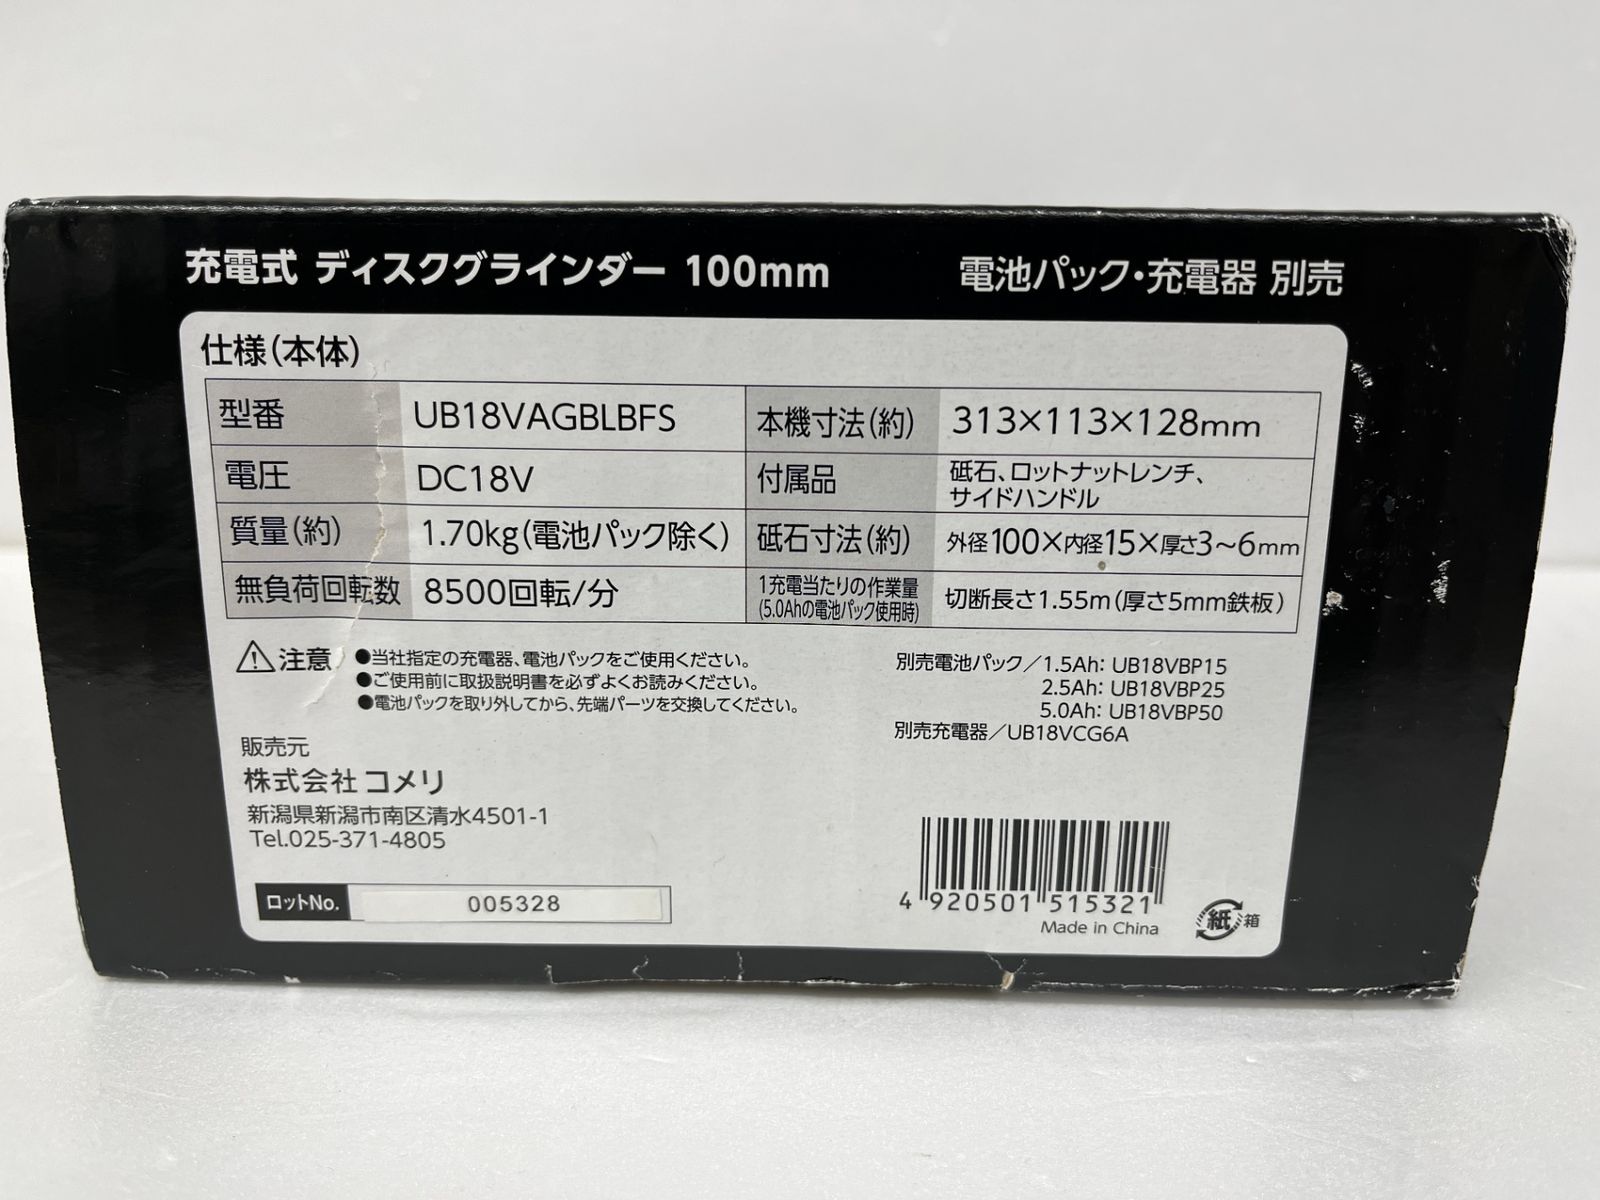 充電式 ディスクグラインダー 100mm
電池パック・充電器 別売
仕様(本体)
型番 UB18VAGBLBFS 本機寸法(約) 313×113×128mm
電圧 DC18V 付属品 砥石、ロットナットレンチ、
サイドハンドル
質量(約) 1.70kg(電池パック除く) 砥石寸法(約) 外径100×内径15×厚さ3~6mm
無負荷回転数 8500回転/分 1充電当たりの作業量
(5.0Ahの電池パック使用時) 切断長さ1.55m(厚さ5mm鉄板)
注意 ●当社指定の充電器、電池パックをご使用ください。
●ご使用前に取扱説明書を必ずよくお読みください。
●電池パックを取り外してから、先端パーツを交換してください。
別売電池パック/1.5Ah: UB18VBP15
2.5Ah: UB18VBP25
5.0Ah: UB18VBP50
別売充電器/UB18VCG6A
販売元
株式会社 コメリ
新潟県新潟市南区清水4501-1
Tel.025-371-4805
ロットNo. 005328
4 920501 515321
Made in China
紙 箱